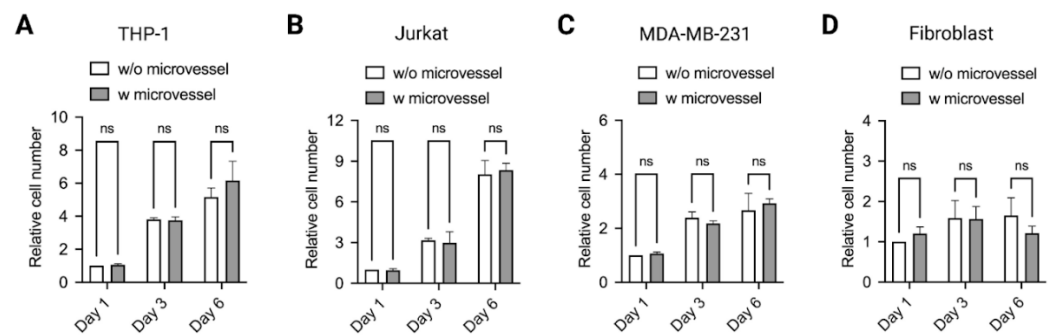 A
THP-1
w/o microvessel
w microvessel
Relative cell number
10
8
6
4
2
0
ns
ns
ns
Day 1
Day 3
Day 6
B
Jurkat
w/o microvessel
w microvessel
Relative cell number
12
9
6
3
0
ns
ns
ns
Day 1
Day 3
Day 6
C
MDA-MB-231
w/o microvessel
w microvessel
Relative cell number
6
4
2
0
ns
ns
ns
Day 1
Day 3
Day 6
D
Fibroblast
w/o microvessel
w microvessel
Relative cell number
4
3
2
1
0
ns
ns
ns
Day 1
Day 3
Day 6